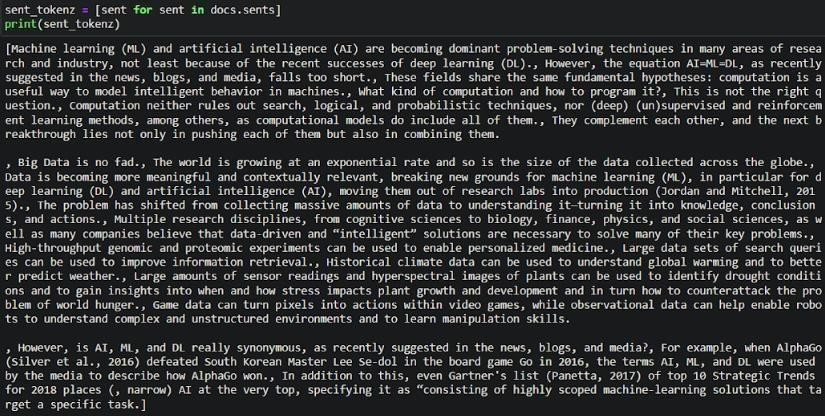 sent_tokenz = [sent for sent in docs.sents]
print(sent_tokenz)
[Machine learning (ML) and artificial intelligence (AI) are becoming dominant problem-solving techniques in many areas of resea
rch and industry, not least because of the recent successes of deep learning (DL)., However, the equation AI=ML=DL, as recently
suggested in the news, blogs, and media, falls too short., These fields share the same fundamental hypotheses: computation is a
useful way to model intelligent behavior in machines., What kind of computation and how to program it?, This is not the right q
uestion., Computation neither rules out search, logical, and probabilistic techniques, nor (deep) (un)supervised and reinforcem
ent learning methods, among others, as computational models do include all of them., They complement each other, and the next b
reakthrough lies not only in pushing each of them but also in combining them.
, Big Data is no fad., The world is growing at an exponential rate and so is the size of the data collected across the globe.,
Data is becoming more meaningful and contextually relevant, breaking new grounds for machine learning (ML), in particular for d
eep learning (DL) and artificial intelligence (AI), moving them out of research labs into production (Jordan and Mitchell, 201
5)., The problem has shifted from collecting massive amounts of data to understanding it—turning it into knowledge, conclusion
s, and actions., Multiple research disciplines, from cognitive sciences to biology, finance, physics, and social sciences, as w
ell as many companies believe that data-driven and “intelligent” solutions are necessary to solve many of their key problems.,
High-throughput genomic and proteomic experiments can be used to enable personalized medicine., Large data sets of search queri
es can be used to improve information retrieval., Historical climate data can be used to understand global warming and to bette
r predict weather., Large amounts of sensor readings and hyperspectral images of plants can be used to identify drought conditi
ons and to gain insights into when and how stress impacts plant growth and development and in turn how to counterattack the pro
blem of world hunger., Game data can turn pixels into actions within video games, while observational data can help enable robo
ts to understand complex and unstructured environments and to learn manipulation skills.
, However, is AI, ML, and DL really synonymous, as recently suggested in the news, blogs, and media?, For example, when AlphaGo
(Silver et al., 2016) defeated South Korean Master Lee Se-dol in the board game Go in 2016, the terms AI, ML, and DL were used
by the media to describe how AlphaGo won., In addition to this, even Gartner's list (Panetta, 2017) of top 10 Strategic Trends
for 2018 places (, narrow) AI at the very top, specifying it as “consisting of highly scoped machine-learning solutions that ta
rget a specific task.]